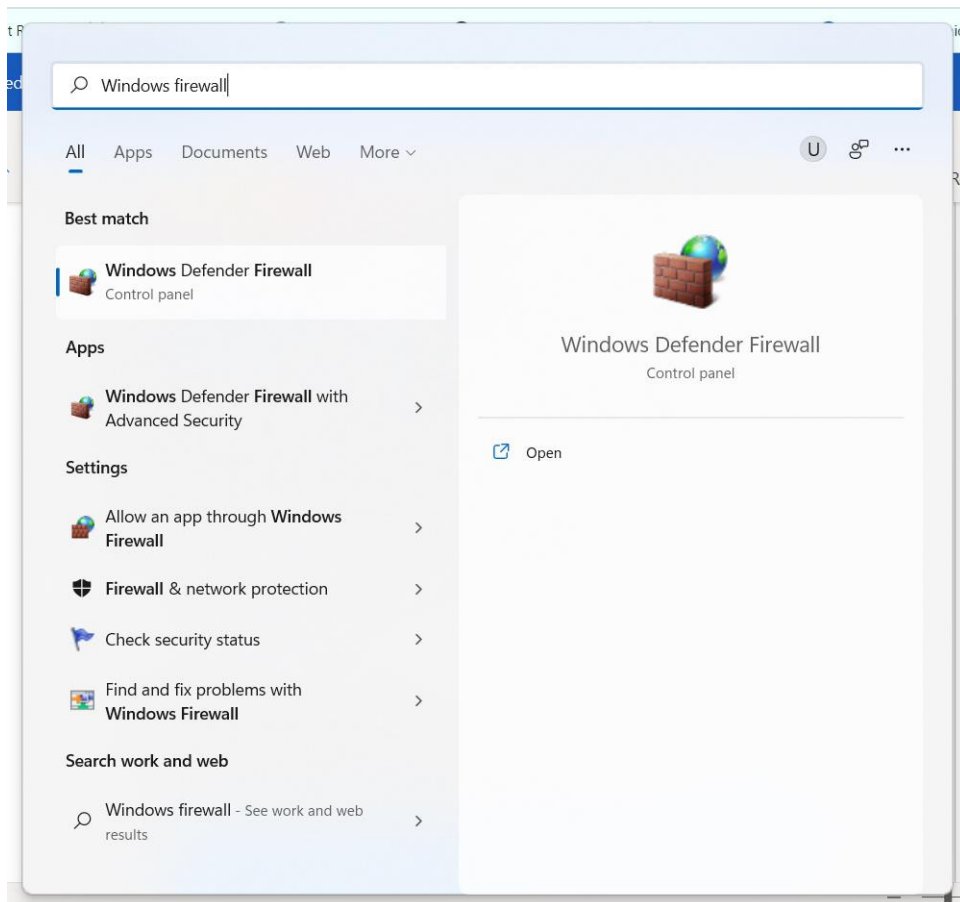 Windows firewall
All Apps Documents Web More
U
Best match
Windows Defender Firewall
Control panel
Apps
Windows Defender Firewall with
Advanced Security
Settings
Allow an app through Windows
Firewall
Firewall & network protection
Check security status
Find and fix problems with
Windows Firewall
Search work and web
Windows firewall - See work and web
results
Windows Defender Firewall
Control panel
Open